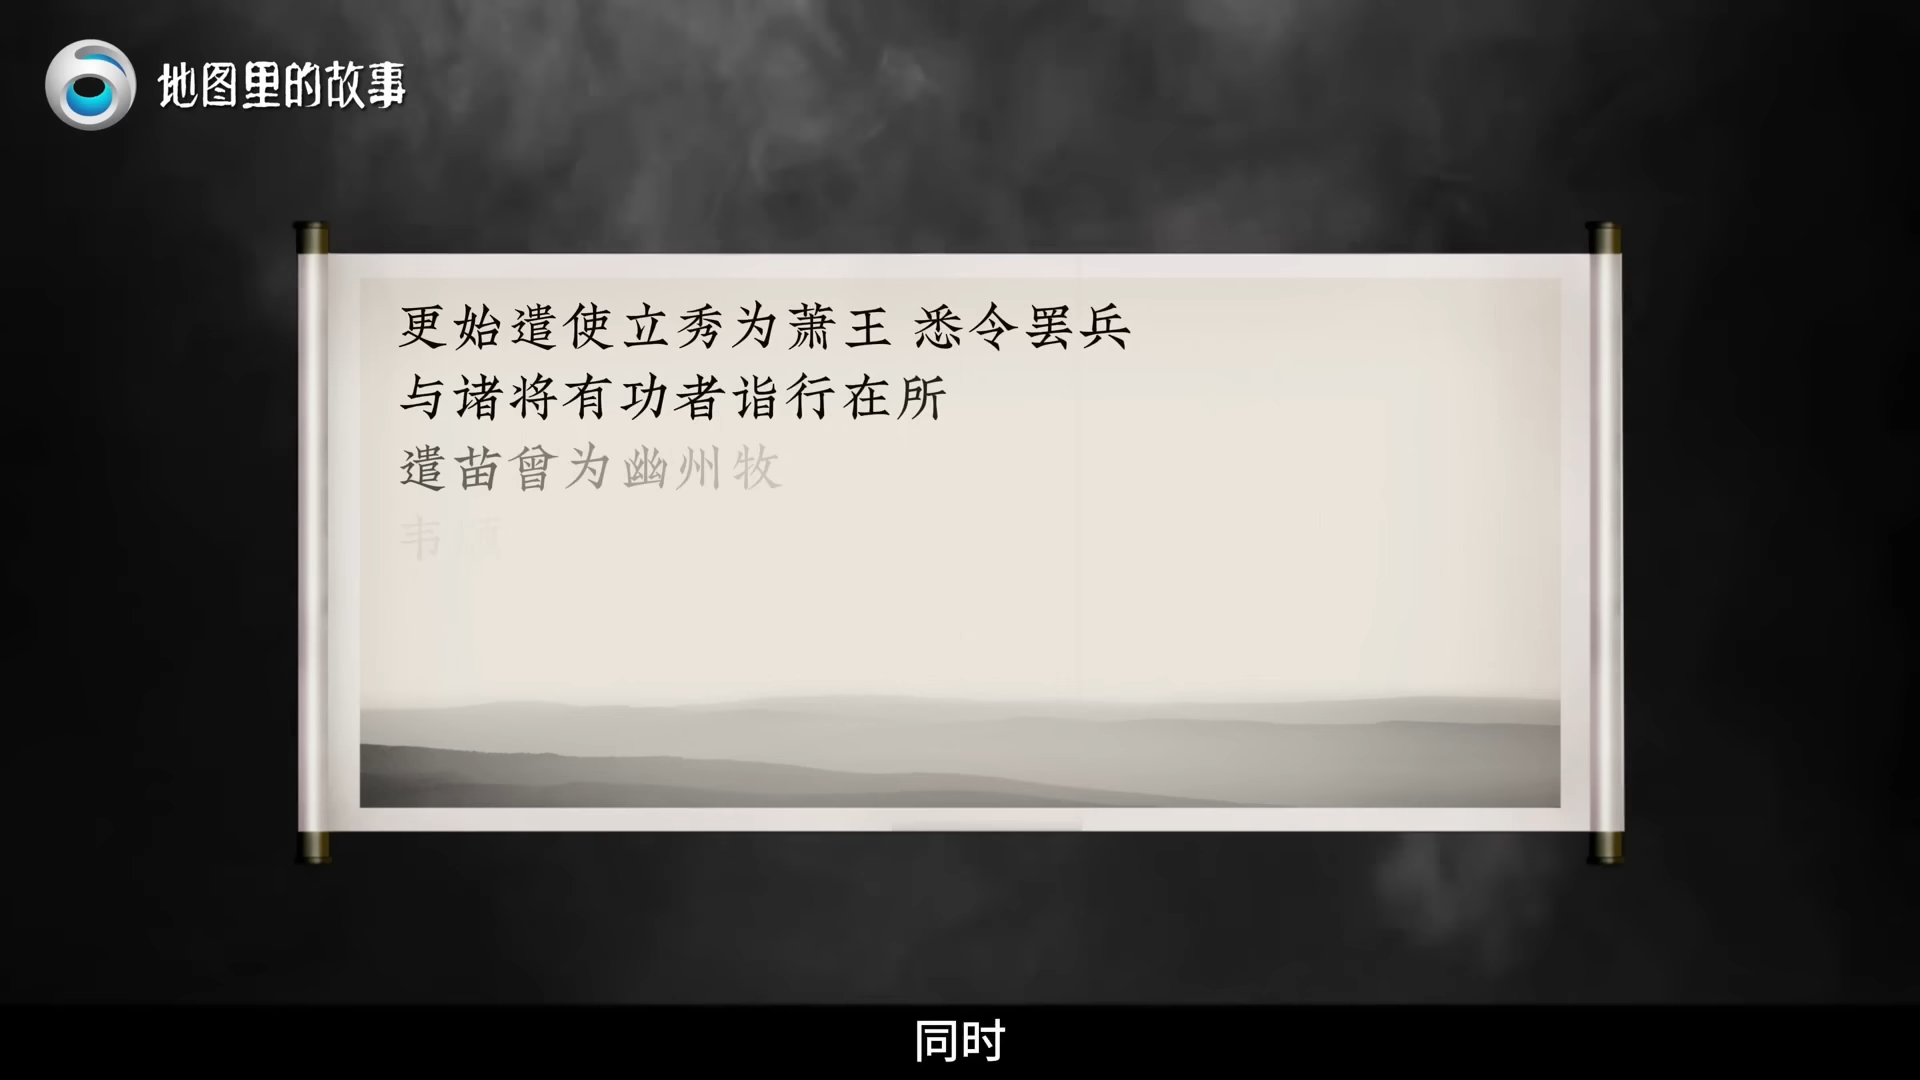 地图里的故事
更始遣使立秀为萧王 悉令罢兵
与诸将有功者诣行在所
遣苗曾为幽州牧
韦
同时